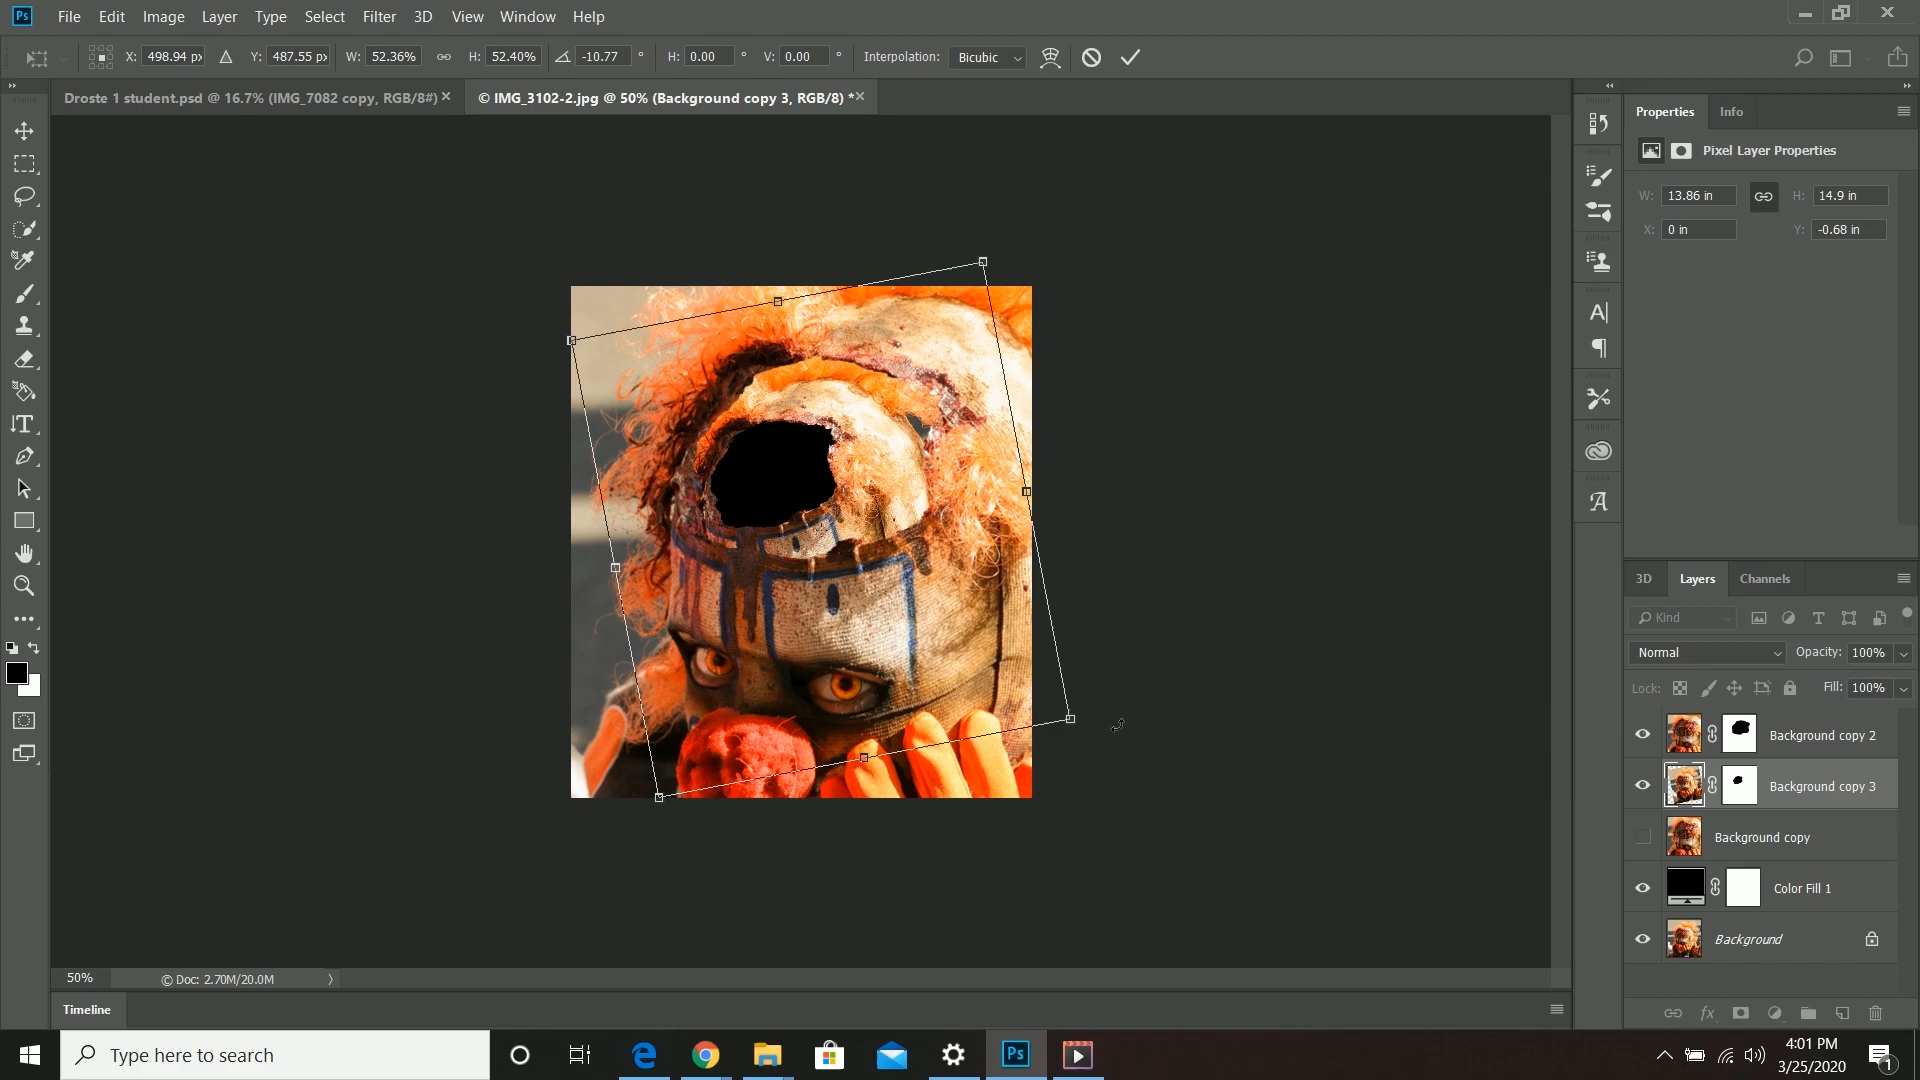 Ps File Edit Image Layer Type Select Filter 3D View Window Help
X: 498.94 px Y: 487.55 px W: 52.36% H: 52.40% -10.77 ° H: 0.00 ° V: 0.00 ° Interpolation: Bicubic
Droste 1 student.psd @ 16.7% (IMG_7082 copy, RGB/8#) × © IMG_3102-2.jpg @ 50% (Background copy 3, RGB/8) * ×
Properties Info
Pixel Layer Properties
W: 13.86 in H: 14.9 in
X: 0 in Y: -0.68 in
3D Layers Channels
Kind
Normal Opacity: 100%
Lock: Fill: 100%
Background copy 2
Background copy 3
Background copy
Color Fill 1
Background
50% © Doc: 2.70M/20.0M
Timeline
Type here to search
Ps
4:01 PM
3/25/2020
1